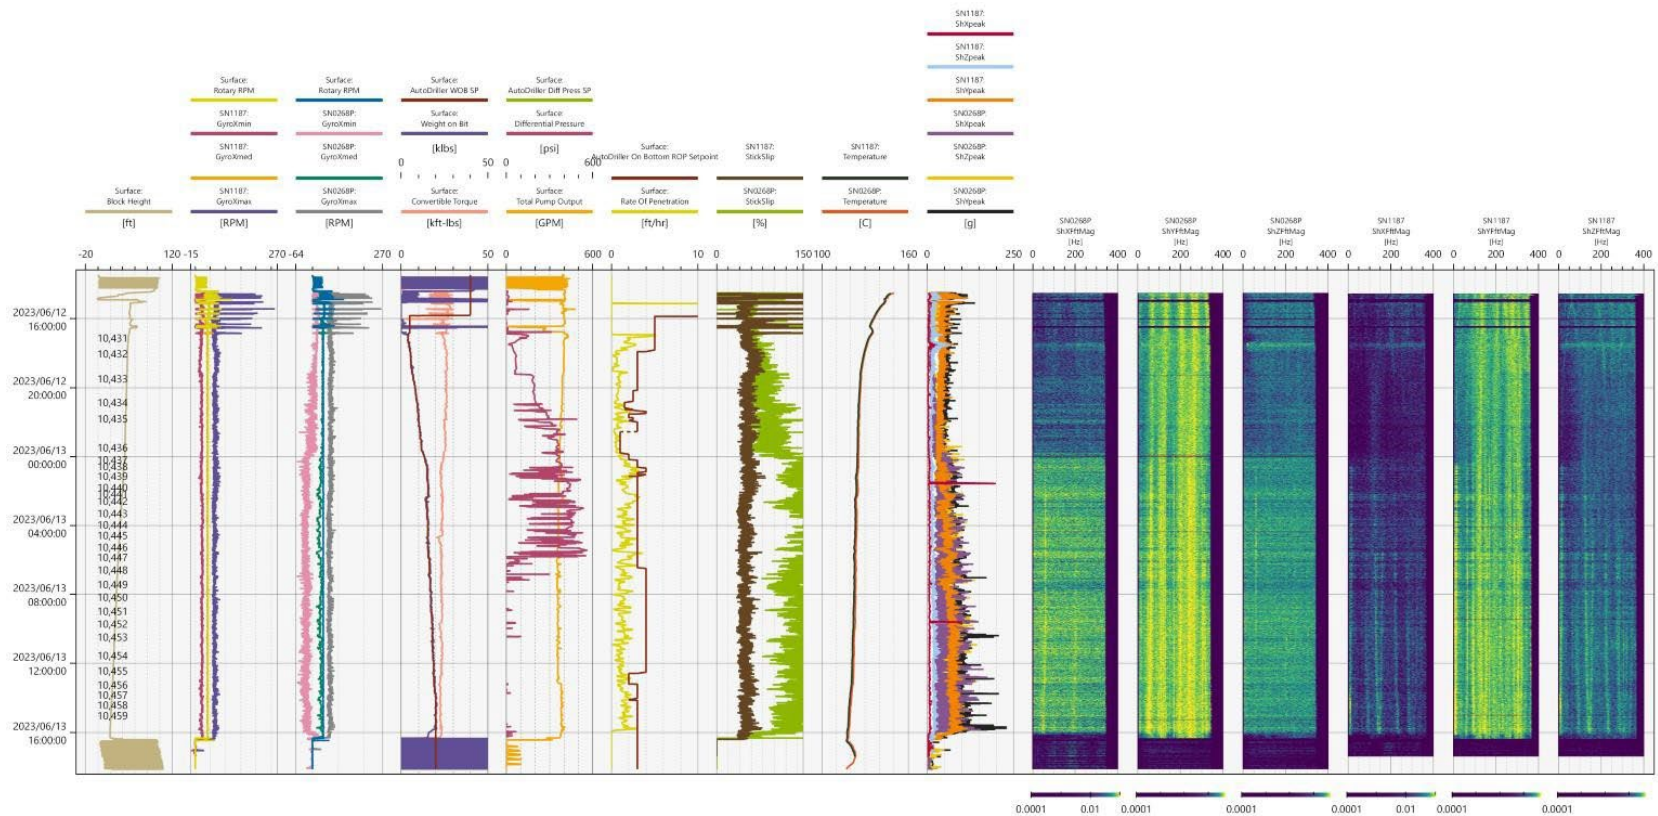 SN1187:
ShXpeak
SN1187:
ShZpeak
Surface:
Rotary RPM
Surface:
Rotary RPM
Surface:
AutoDriller WOB SP
Surface:
AutoDriller Diff Press SP
SN1187:
ShYpeak
SN1187:
GyroXmin
SN0268P:
GyroXmin
Surface:
Weight on Bit
Surface:
Differential Pressure
SN0268P:
ShXpeak
SN1187:
GyroXmed
SN0268P:
GyroXmed
[klbs]
0 50
[psi]
0 600
AutoDriller On Bottom ROP Setpoint
SN1187:
StickSlip
SN1187:
Temperature
SN0268P:
ShZpeak
Surface:
Block Height
[ft]
SN1187:
GyroXmax
[RPM]
SN0268P:
GyroXmax
[RPM]
Surface:
Convertible Torque
[kft-lbs]
Surface:
Total Pump Output
[GPM]
Surface:
Rate Of Penetration
[ft/hr]
SN0268P:
StickSlip
[%]
SN0268P:
Temperature
[C]
SN0268P:
ShYpeak
[g]
SN0268P
ShXFftMag
[Hz]
SN0268P
ShYFftMag
[Hz]
SN0268P
ShZFftMag
[Hz]
SN1187
ShXFftMag
[Hz]
SN1187
ShYFftMag
[Hz]
SN1187
ShZFftMag
[Hz]
-20 120 -15 270 -64 270 0 50 0 600 0 10 0 150 100 160 0 250 0 200 400 0 200 400 0 200 400 0 200 400 0 200 400 0 200 400
2023/06/12
16:00:00
10,431
10,432
10,433
2023/06/12
20:00:00
10,434
10,435
10,436
2023/06/13
00:00:00
10,437
10,438
10,439
10,440
10,441
10,442
10,443
2023/06/13
04:00:00
10,444
10,445
10,446
10,447
10,448
10,449
2023/06/13
08:00:00
10,450
10,451
10,452
10,453
10,454
2023/06/13
12:00:00
10,455
10,456
10,457
10,458
10,459
2023/06/13
16:00:00
0.0001 0.01 0.0001 0.0001 0.0001 0.01 0.0001 0.0001